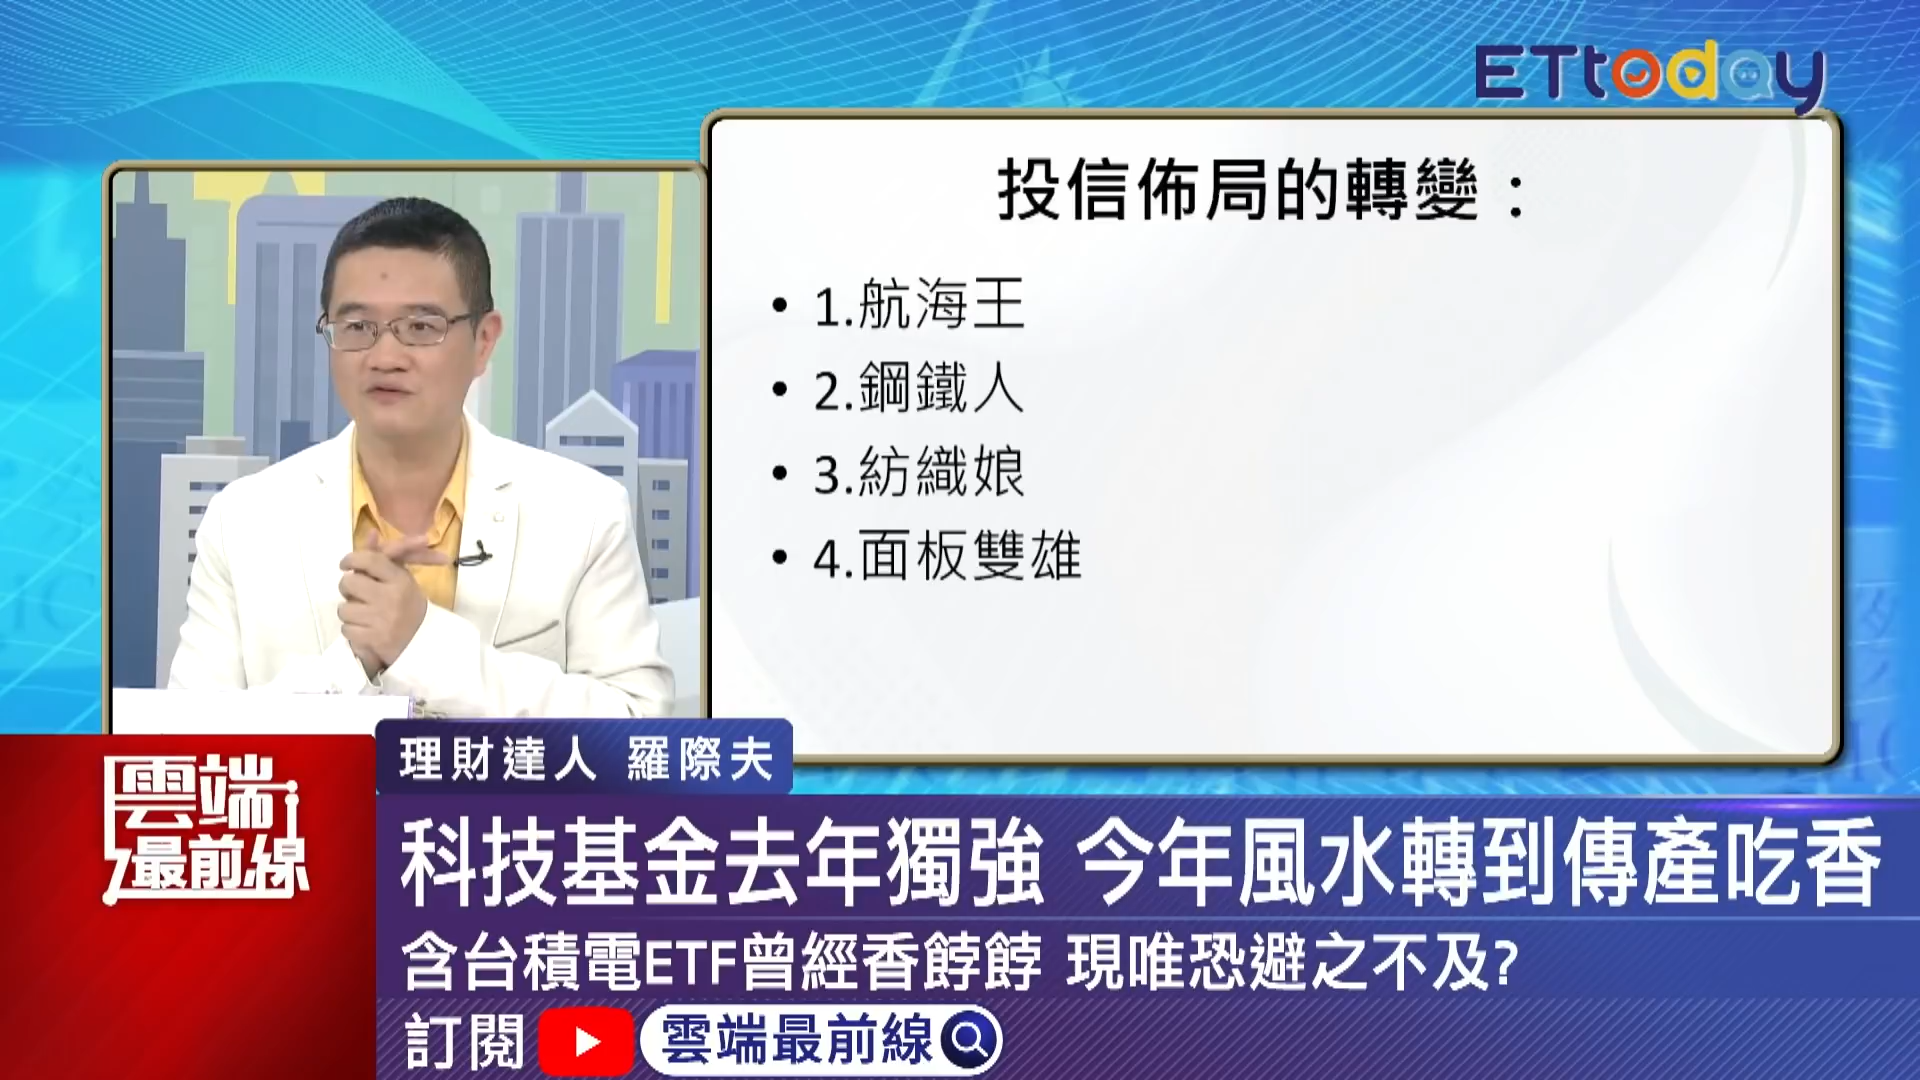 ETtoday
投信佈局的轉變：
• 1.航海王
• 2.鋼鐵人
• 3.紡織娘
• 4.面板雙雄
理財達人 羅際夫
雲端
最前線
科技基金去年獨強 今年風水轉到傳產吃香
含台積電ETF曾經香餑餑 現唯恐避之不及?
訂閱 雲端最前線